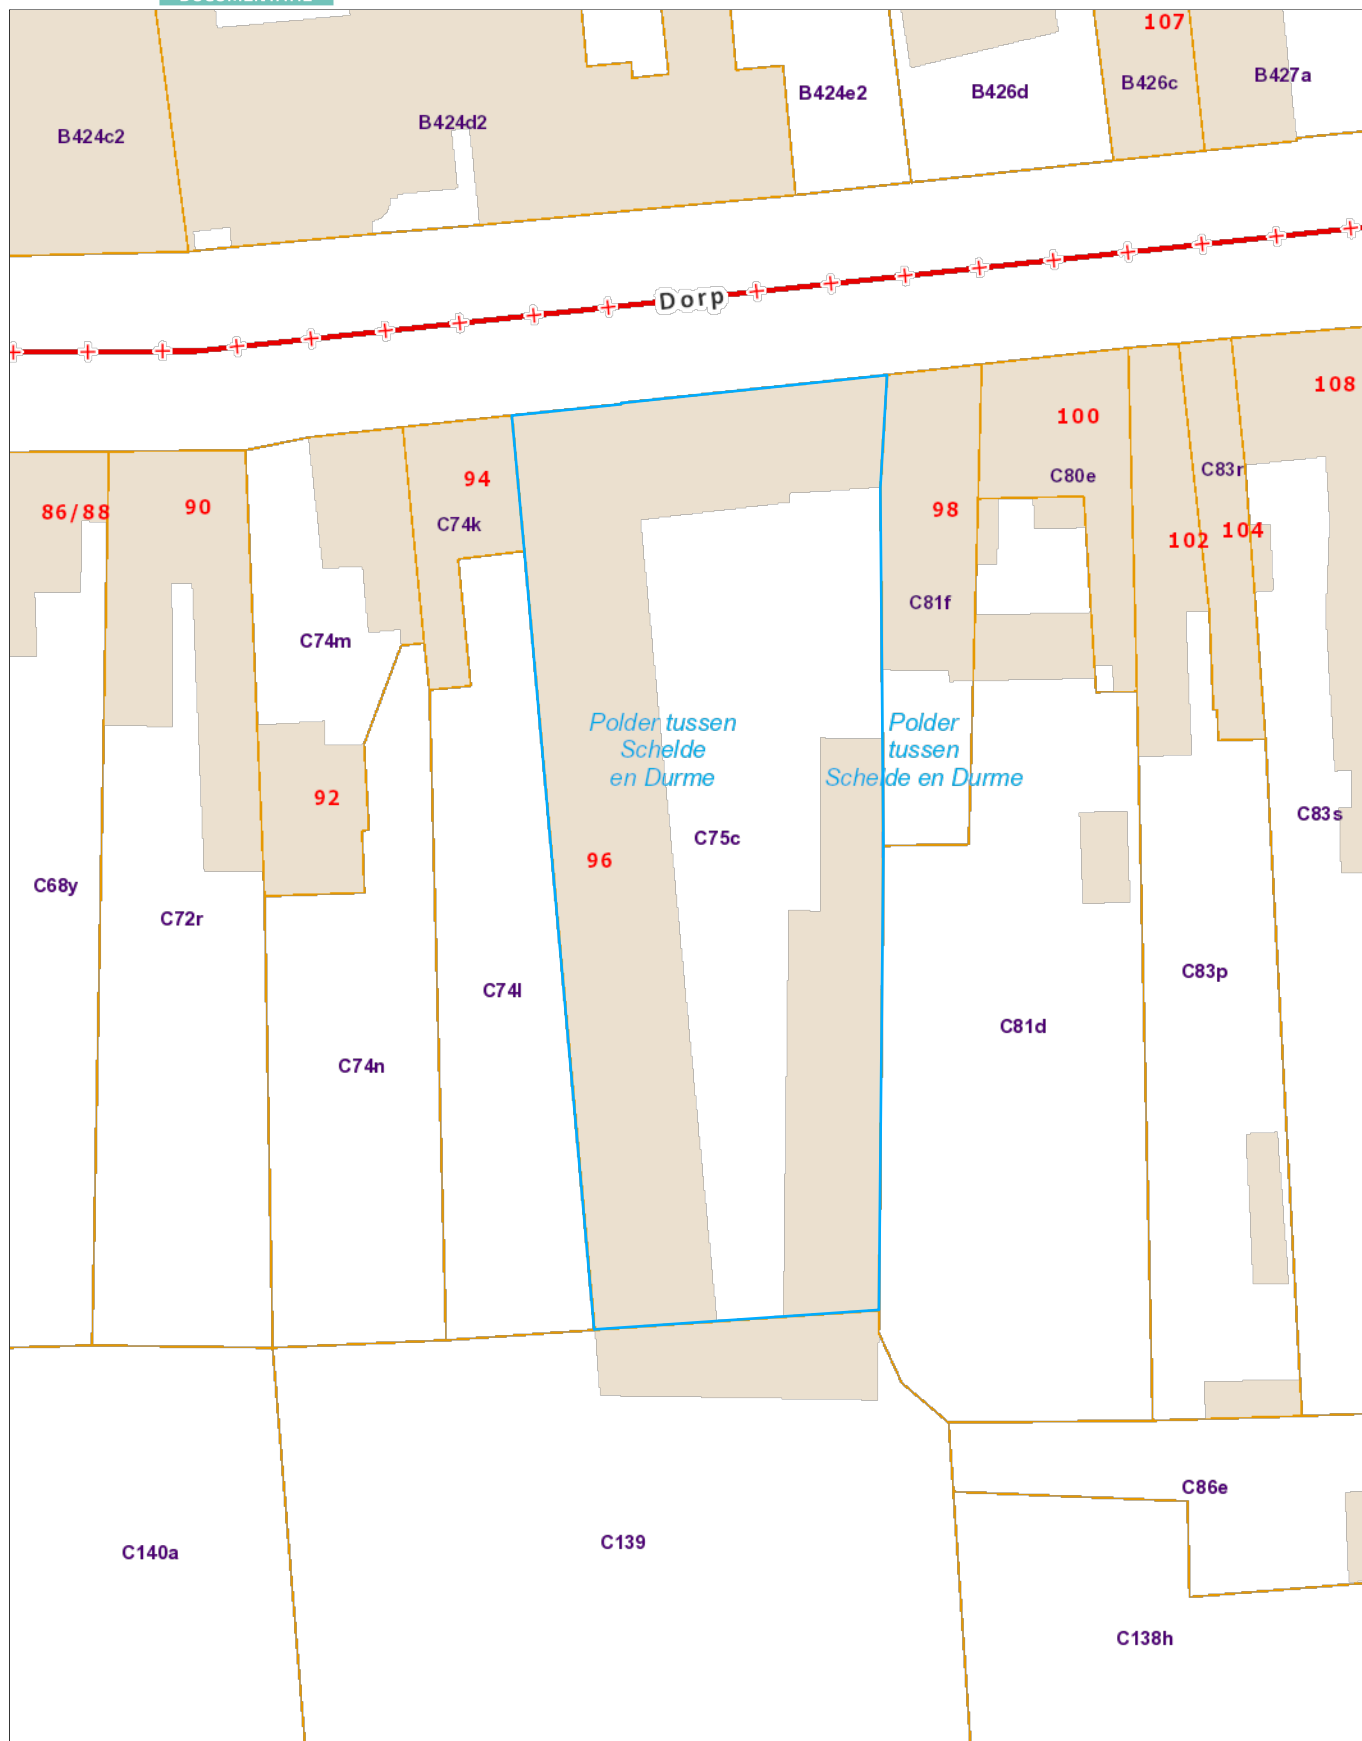 107
B427a
B426c
B426d
B424e2
B424d2
B424c2
Dorp
108
100
C83r
C80e
94
98
86/88
90
C74k
104
102
C81f
C74m
Polder tussen
Schelde
en Durme
Polder
tussen
Schelde en Durme
92
C83s
C75c
96
C68y
C72r
C83p
C74l
C81d
C74n
C86e
C139
C140a
C138h